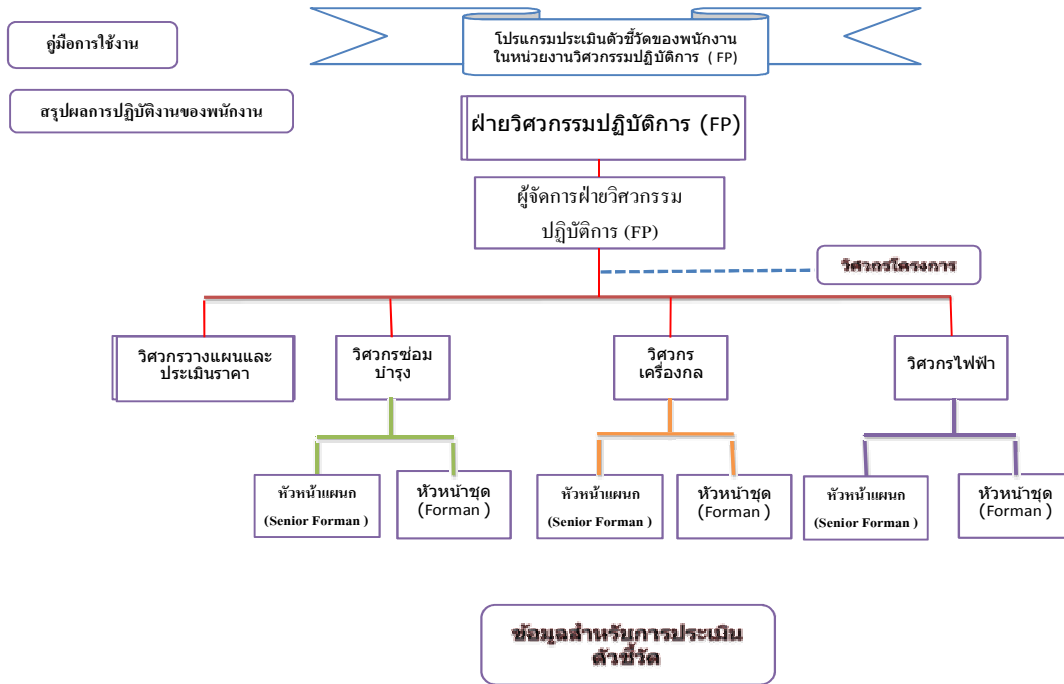 คู่มือการใช้งาน
โปรแกรมประเมินตัวชี้วัดของพนักงาน
ในหน่วยงานวิศวกรรมปฏิบัติการ ( FP)
สรุปผลการปฏิบัติงานของพนักงาน
ฝ่ายวิศวกรรมปฏิบัติการ (FP)
ผู้จัดการฝ่ายวิศวกรรม
ปฏิบัติการ (FP)
วิศวกรโครงการ
วิศวกรวางแผนและ
ประเมินราคา
วิศวกรซ่อม
บำรุง
วิศวกร
เครื่องกล
วิศวกรไฟฟ้า
หัวหน้าแผนก
(Senior Forman )
หัวหน้าชุด
(Forman )
หัวหน้าแผนก
(Senior Forman )
หัวหน้าชุด
(Forman )
หัวหน้าแผนก
(Senior Forman )
หัวหน้าชุด
(Forman )
ข้อมูลสำหรับการประเมิน
ตัวชี้วัด